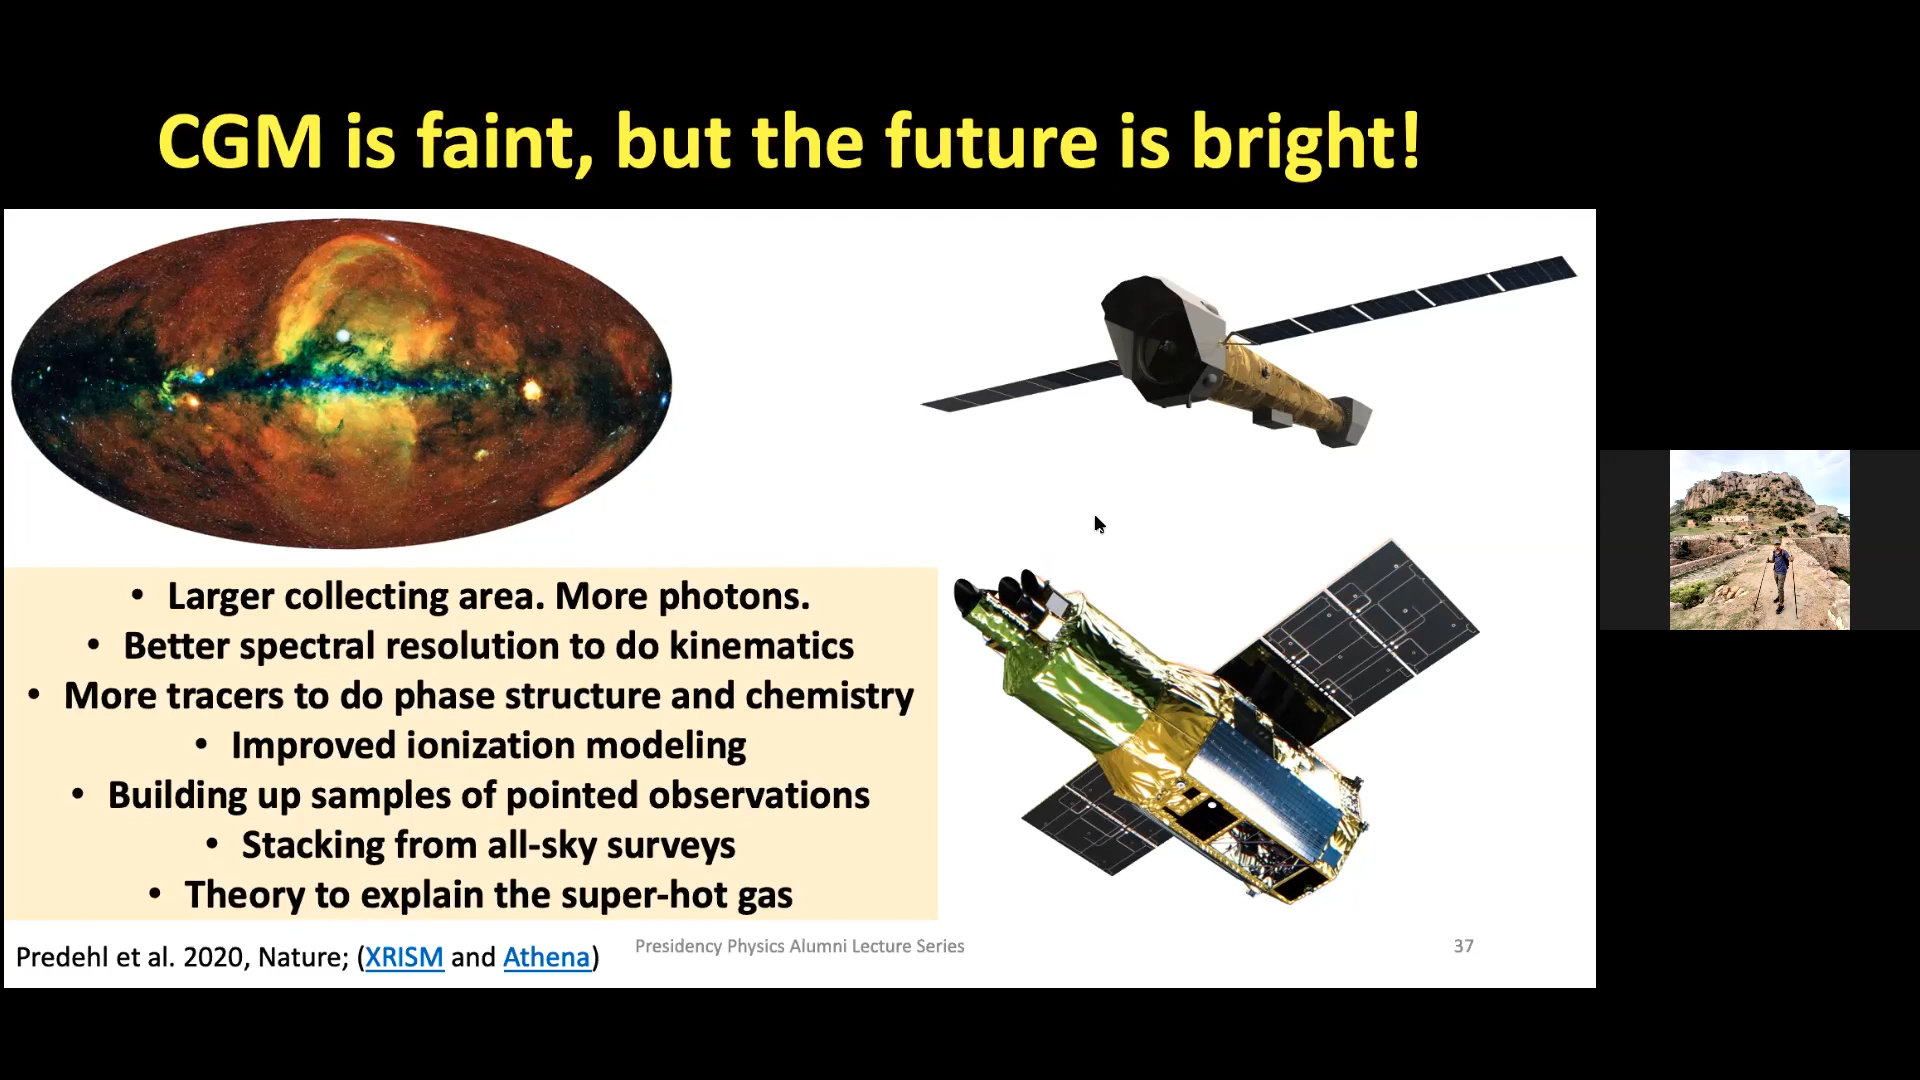 CGM is faint, but the future is bright!
• Larger collecting area. More photons.
• Better spectral resolution to do kinematics
• More tracers to do phase structure and chemistry
• Improved ionization modeling
• Building up samples of pointed observations
• Stacking from all-sky surveys
• Theory to explain the super-hot gas
Predehl et al. 2020, Nature; (XRISM and Athena)
Presidency Physics Alumni Lecture Series
37